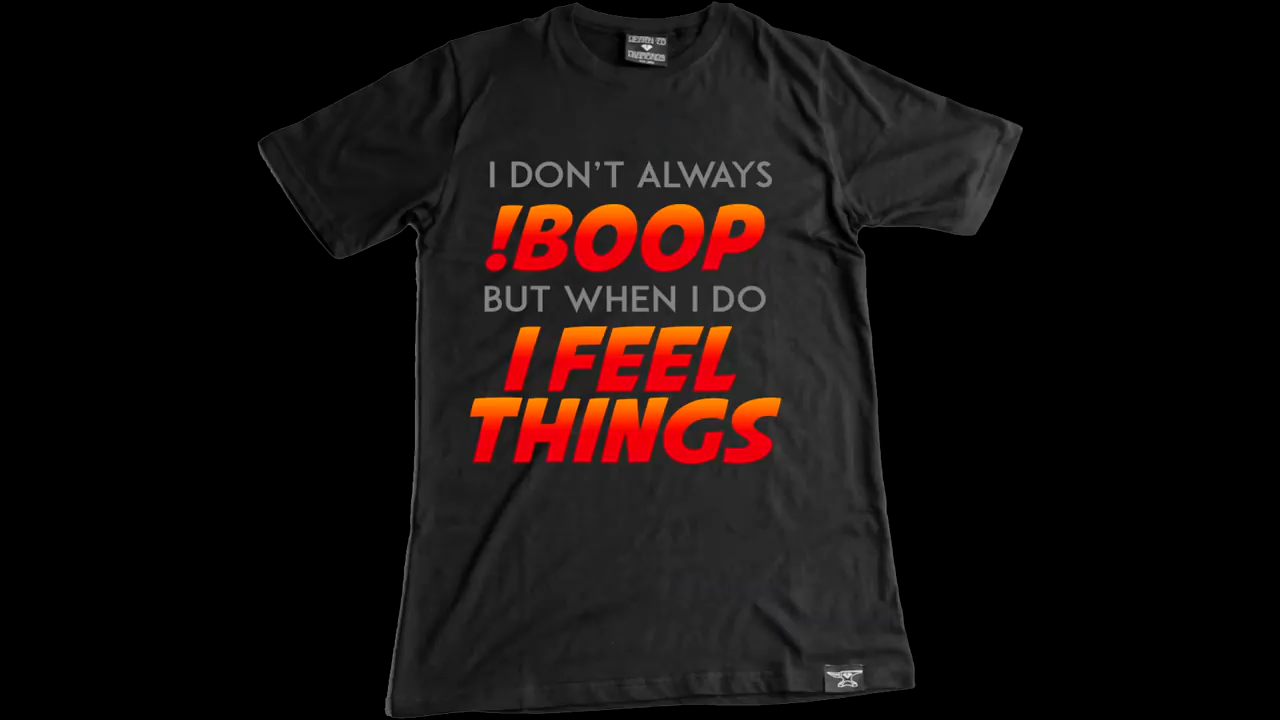 I DON'T ALWAYS
!BOOP
BUT WHEN I DO
I FEEL
THINGS